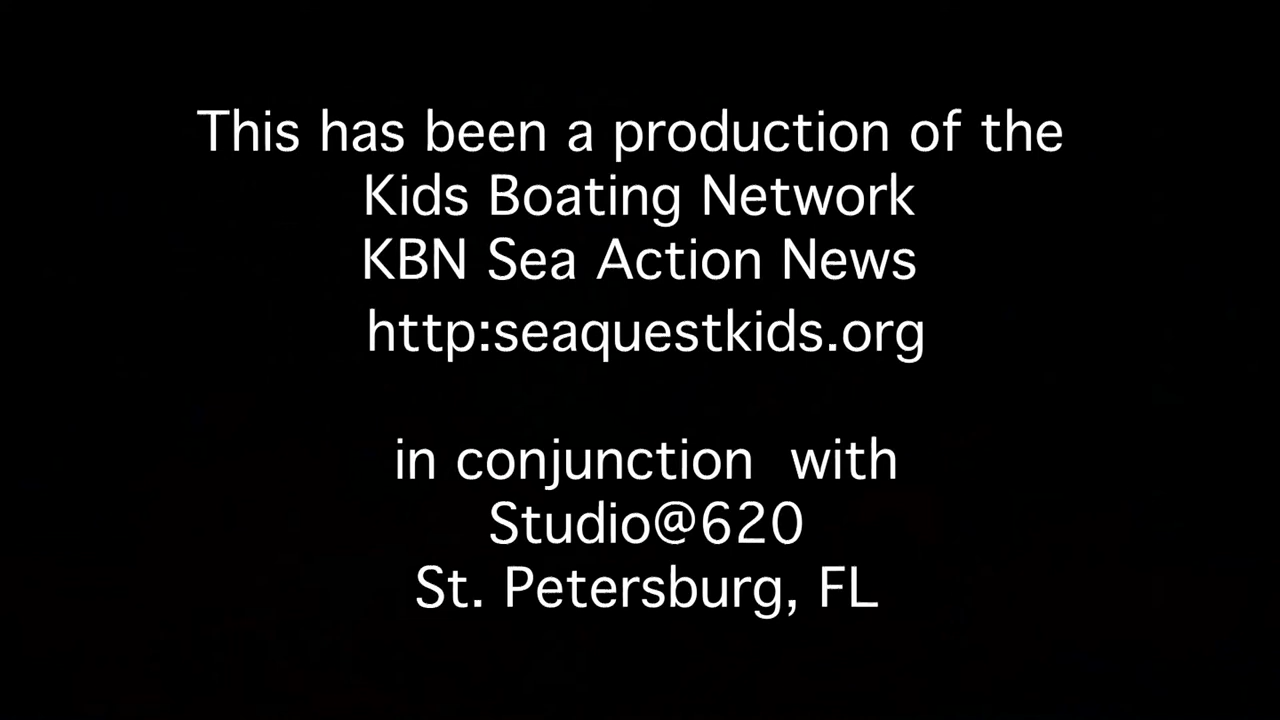 This has been a production of the
Kids Boating Network
KBN Sea Action News
http:seaquestkids.org
in conjunction  with
Studio@620
St. Petersburg, FL